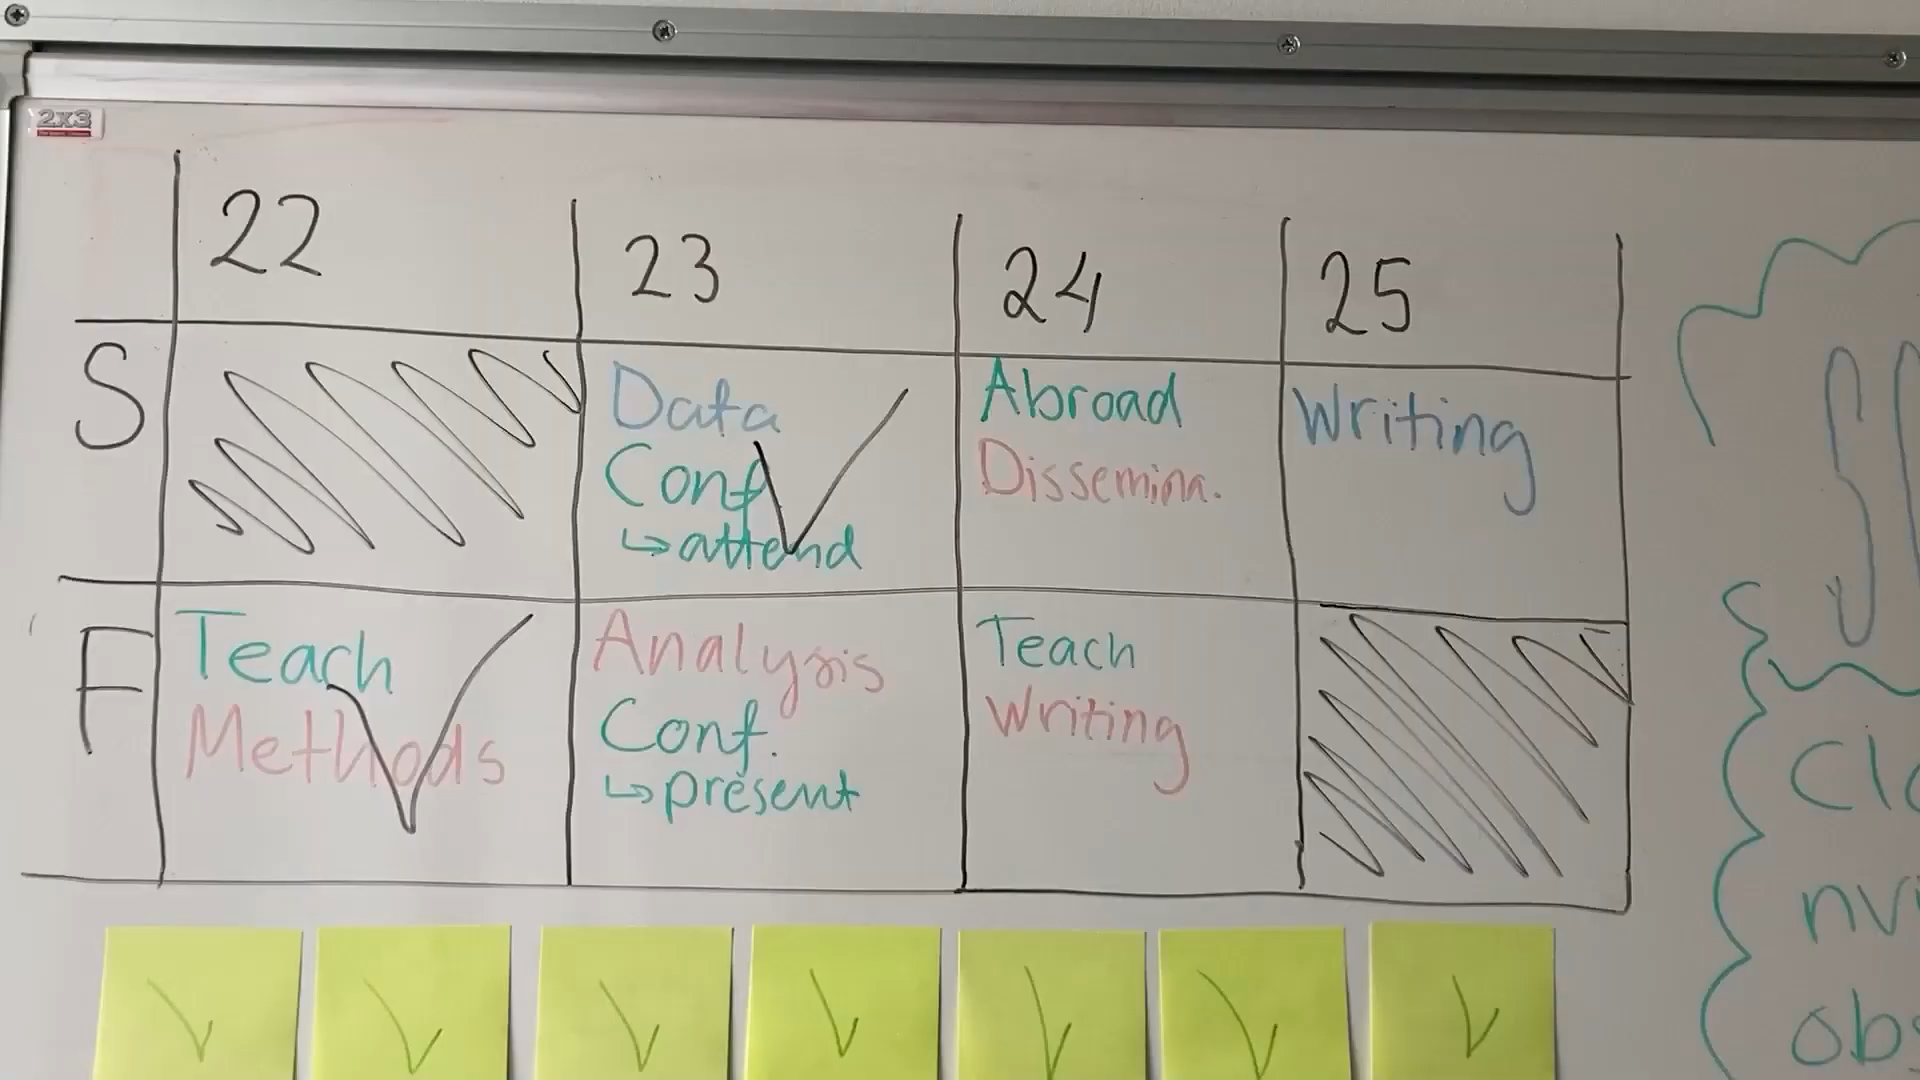 2X3
22 23 24 25
S
Data
Conf
↳ attend
Abroad
Dissemina.
Writing
F
Teach
Methods
Analysis
Conf.
↳ present
Teach
Writing